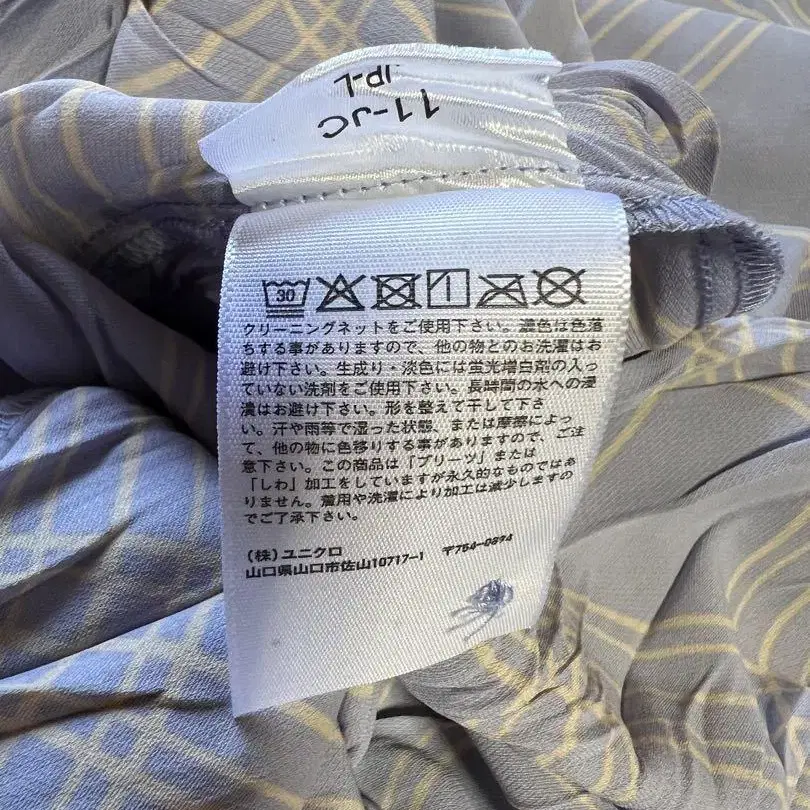 11-JC
JP-L
30
クリーニングネットをご使用下さい。濃色は色落
ちする事がありますので、他の物とのお洗濯はお
避け下さい。生成り・淡色には蛍光増白剤の入っ
ていない洗剤をご使用下さい。長時間の水への浸
漬はお避け下さい。形を整えて干して下さ
い。汗や雨等で湿った状態、または摩擦によっ
て、他の物に色移りする事がありますので、ご注
意下さい。この商品は「プリーツ」または
「しわ」加工をしていますが永久的なものではあ
りません。着用や洗濯により加工は減少しますの
でご了承下さい。
(株)ユニクロ
山口県山口市佐山10717-1 〒754-0894